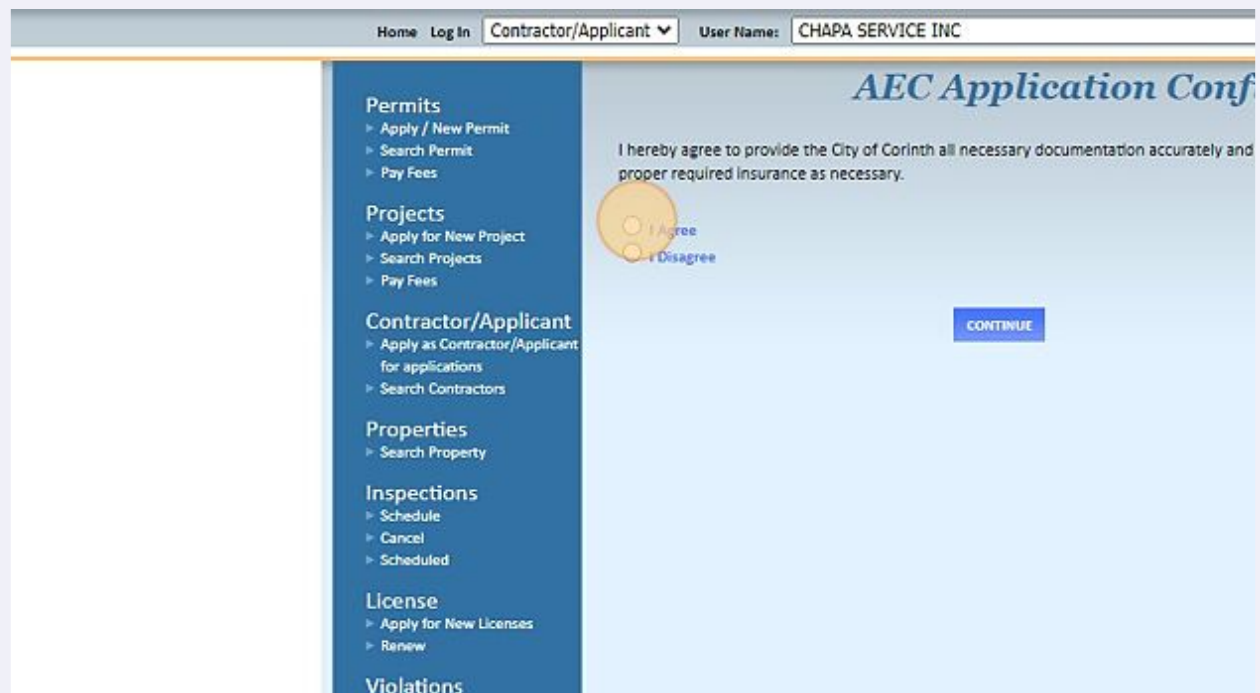 Home Log In Contractor/Applicant User Name: CHAPA SERVICE INC
AEC Application Conf
Permits
Apply / New Permit
Search Permit
Pay Fees
Projects
Apply for New Project
Search Projects
Pay Fees
Contractor/Applicant
Apply as Contractor/Applicant
for applications
Search Contractors
Properties
Search Property
Inspections
Schedule
Cancel
Scheduled
License
Apply for New Licenses
Renew
Violations
I hereby agree to provide the City of Corinth all necessary documentation accurately and
proper required insurance as necessary.
I Agree
I Disagree
CONTINUE